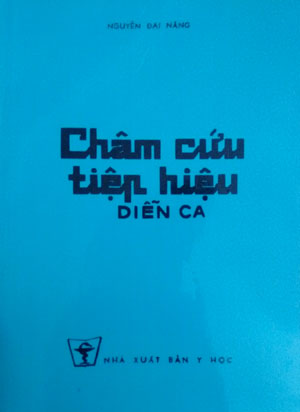 NGUYỄN ĐẠI NĂNG
Châm cứu
tiệp hiệu
DIỄN CA
NHÀ XUẤT BẢN Y HỌC